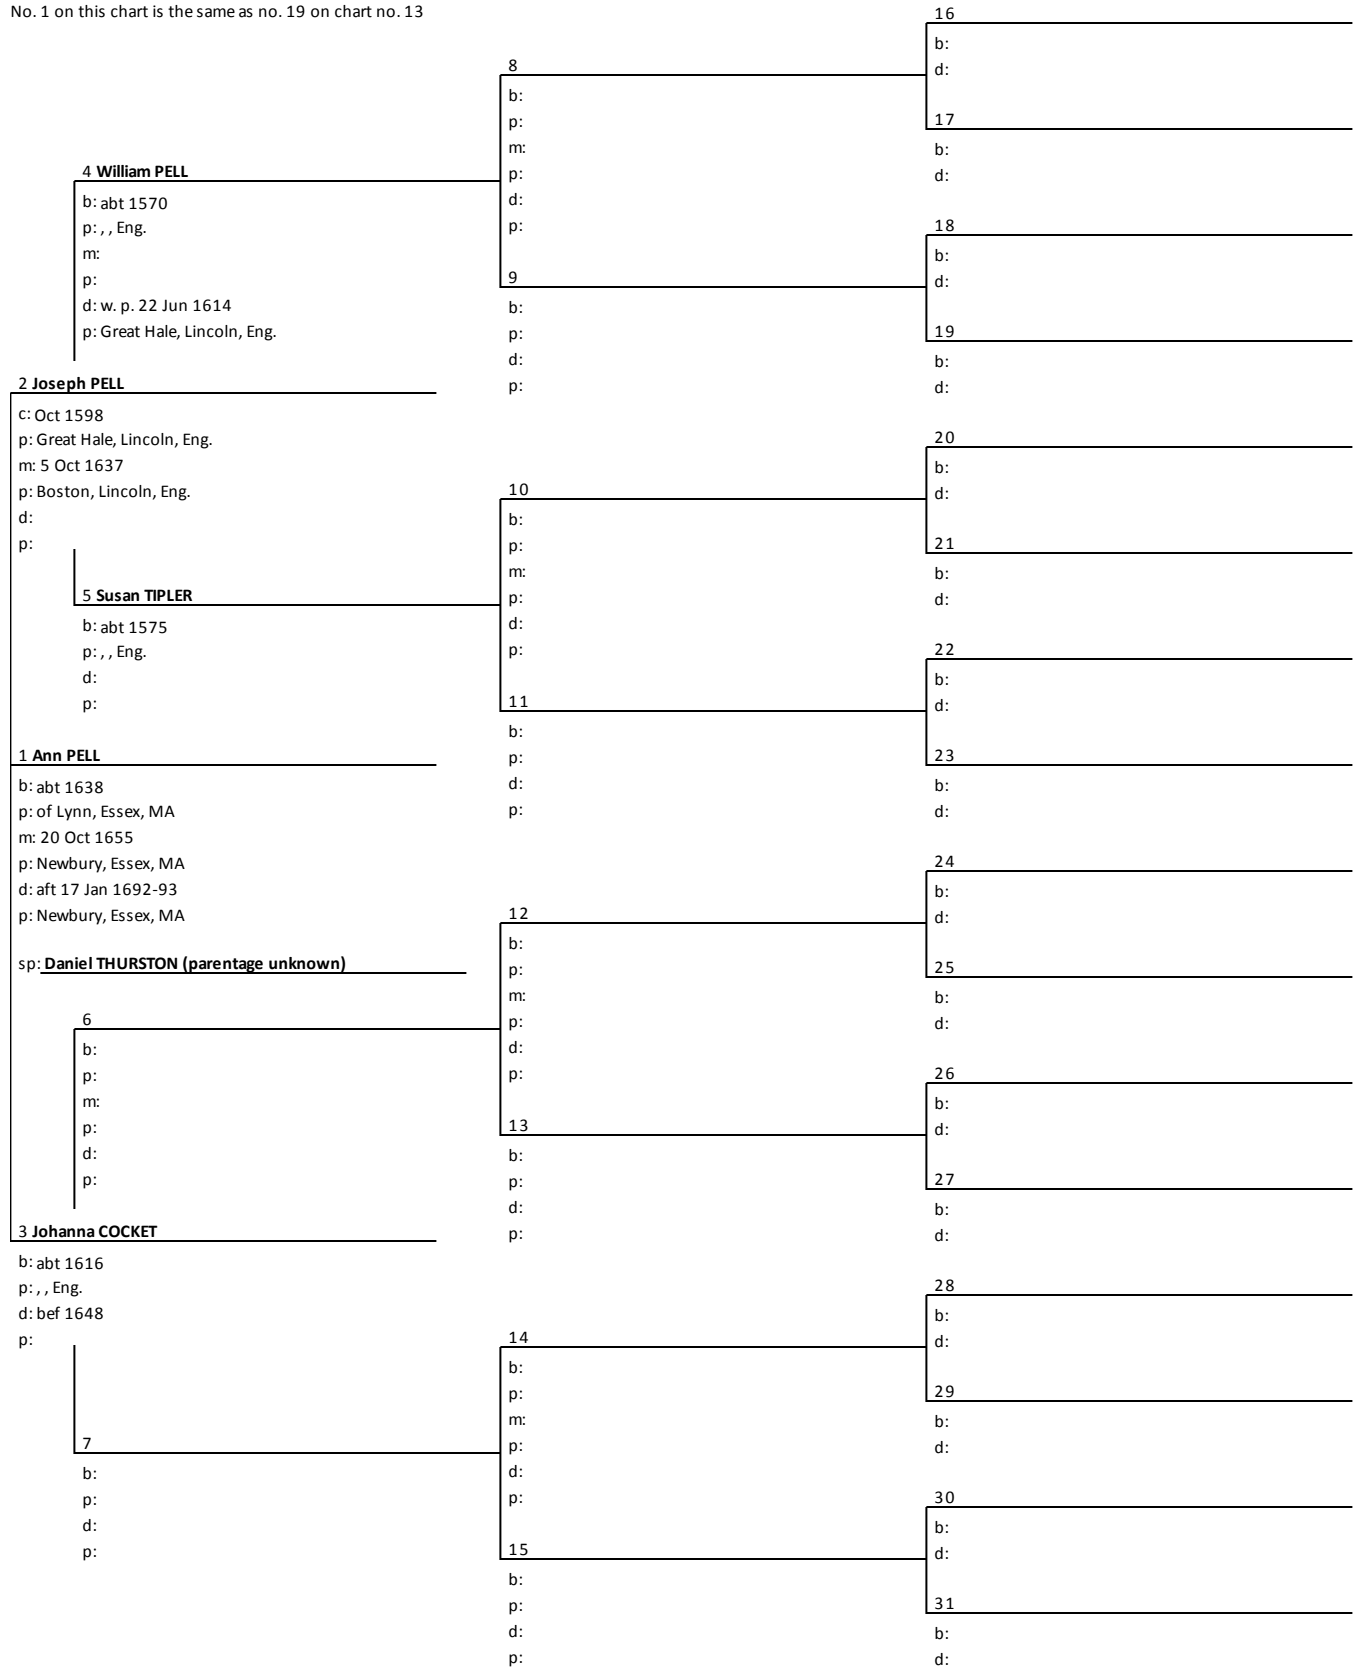 No. 1 on this chart is the same as no. 19 on chart no. 13
2 Joseph PELL
c: Oct 1598
p: Great Hale, Lincoln, Eng.
m: 5 Oct 1637
p: Boston, Lincoln, Eng.
d:
p:
1 Ann PELL
b: abt 1638
p: of Lynn, Essex, MA
m: 20 Oct 1655
p: Newbury, Essex, MA
d: aft 17 Jan 1692-93
p: Newbury, Essex, MA
sp: Daniel THURSTON (parentage unknown)
3 Johanna COCKET
b: abt 1616
p: , , Eng.
d: bef 1648
p:
4 William PELL
b: abt 1570
p: , , Eng.
m:
p:
d: w. p. 22 Jun 1614
p: Great Hale, Lincoln, Eng.
5 Susan TIPLER
b: abt 1575
p: , , Eng.
d:
p:
6
b:
p:
m:
p:
d:
p:
7
b:
p:
d:
p:
8
b:
p:
m:
p:
d:
p:
9
b:
p:
d:
p:
10
b:
p:
m:
p:
d:
p:
11
b:
p:
d:
p:
12
b:
p:
m:
p:
d:
p:
13
b:
p:
d:
p:
14
b:
p:
m:
p:
d:
p:
15
b:
p:
d:
p:
16
b:
d:
17
b:
d:
18
b:
d:
19
b:
d:
20
b:
d:
21
b:
d:
22
b:
d:
23
b:
d:
24
b:
d:
25
b:
d:
26
b:
d:
27
b:
d:
28
b:
d:
29
b:
d:
30
b:
d:
31
b:
d: